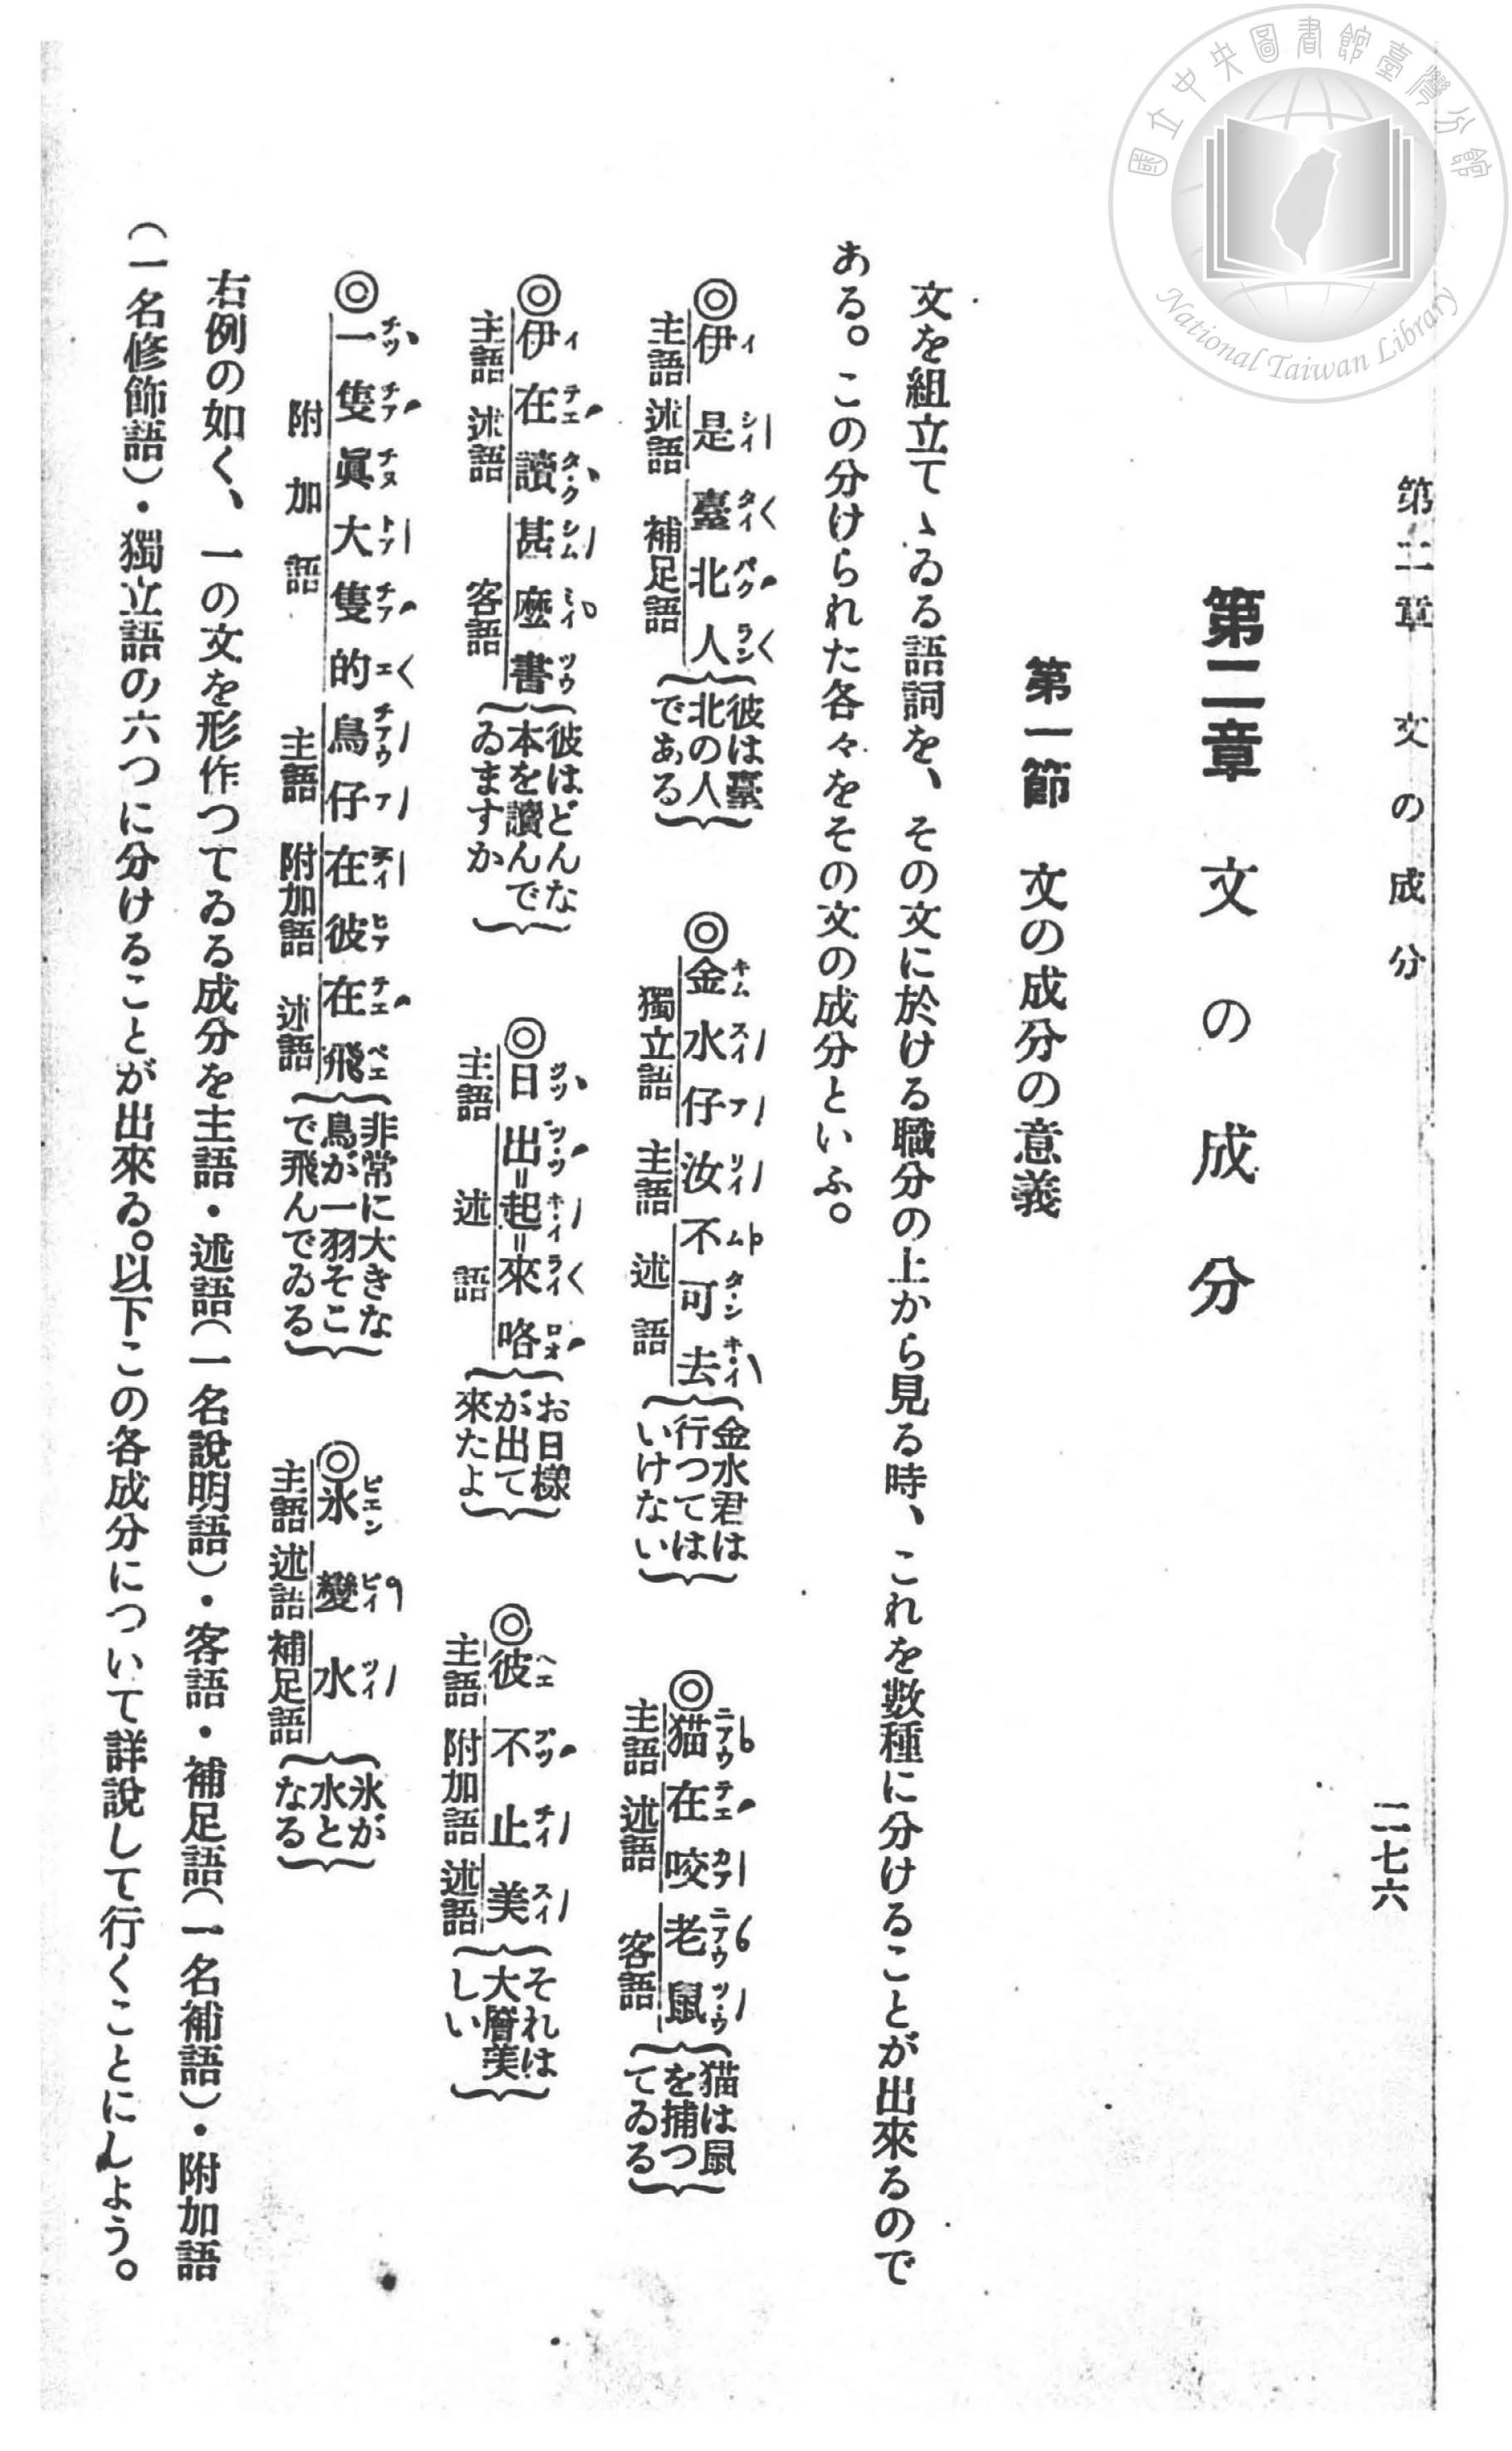 國立中央圖書館臺灣分館
National Taiwan Library
第二章 文の成分
二七六
第二章 文の成分
第一節 文の成分の意義
文を組立てゝゐる語詞を、その文に於ける職分の上から見る時、これを數種に分けることが出來るので
ある。この分けられた各々をその文の成分といふ。
◎伊是臺北人{彼は臺北の人である}
主語 述語 補足語
◎金水仔汝不可去{金水君は行つてはいけない}
獨立語 主語 述語
◎猫在咬老鼠{猫は鼠を捕つてゐる}
主語 述語 客語
◎伊在讀甚麼書{彼はどんな本を讀んでゐますか}
主語 述語 客語
◎日出=起=來咯{お日樣が出て來たよ}
主語 述語
◎彼不止美{それは大層美しい}
主語 附加語 述語
◎一隻眞大隻的鳥仔在彼在飛{非常に大きな鳥が一羽そこで飛んでゐる}
附加語 主語 附加語 述語
◎氷變水{氷が水となる}
主語 述語 補足語
右例の如く、一の文を形作つてゐる成分を主語・述語(一名說明語)・客語・補足語(一名補語)・附加語
(一名修飾語)・獨立語の六つに分けることが出來る。以下この各成分について詳說して行くことにしよう。